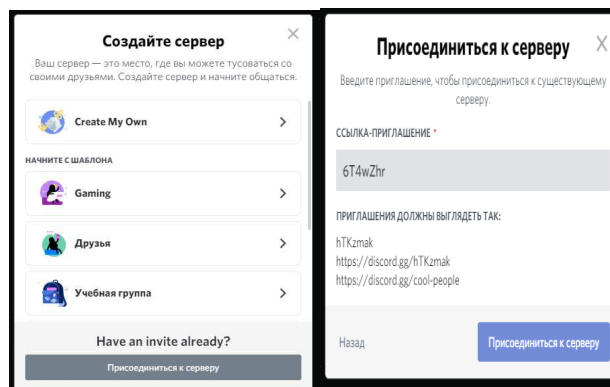 Создайте сервер
Ваш сервер — это место, где вы можете тусоваться со
своими друзьями. Создайте сервер и начните общаться.
Create My Own
НАЧНИТЕ С ШАБЛОНА
Gaming
Друзья
Учебная группа
Have an invite already?
Присоединиться к серверу
Присоединиться к серверу
Введите приглашение, чтобы присоединиться к существующему
серверу.
ССЫЛКА-ПРИГЛАШЕНИЕ *
6T4wZhr
ПРИГЛАШЕНИЯ ДОЛЖНЫ ВЫГЛЯДЕТЬ ТАК:
hTKzmak
https://discord.gg/hTKzmak
https://discord.gg/cool-people
Назад
Присоединиться к серверу